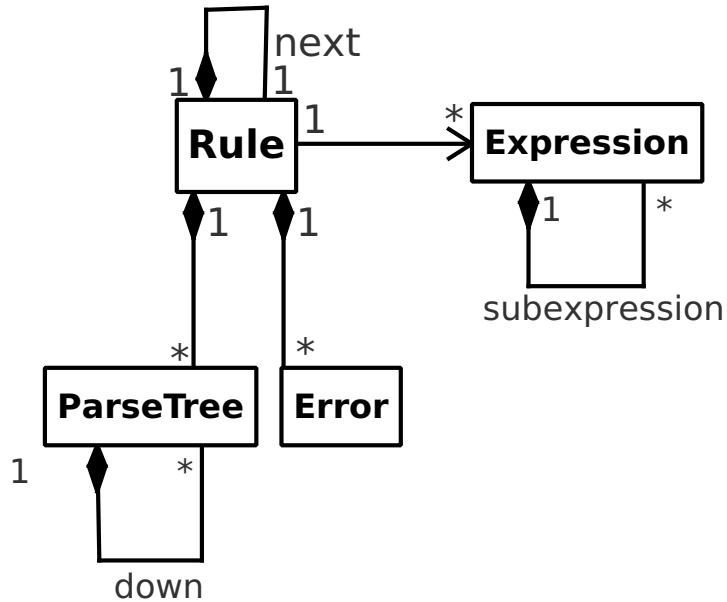 next
1 1
Rule 1 * Expression
1 1 1 *
subexpression
* *
ParseTree Error
1 *
down